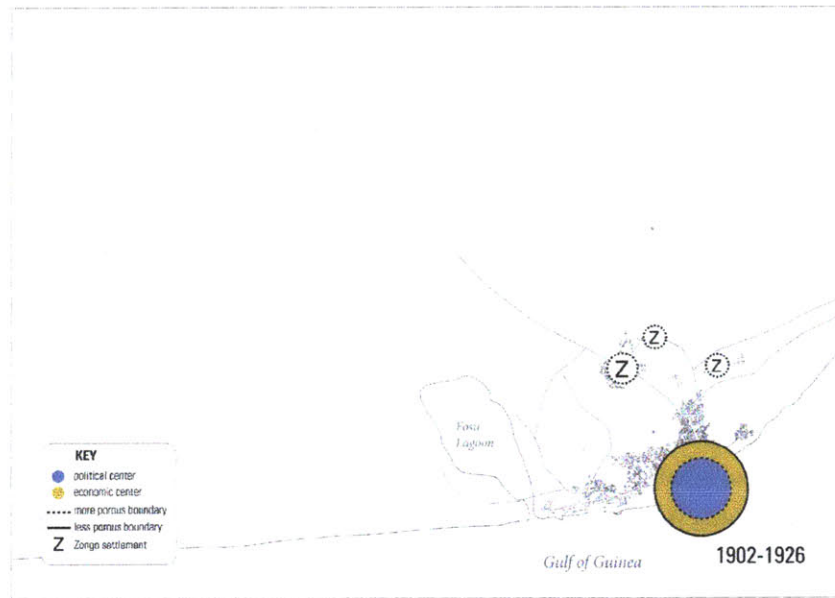 Z
Z
Z
Fosu
Lagoon
KEY
political center
economic center
more porous boundary
less porous boundary
Z Zongo settlement
Gulf of Guinea
1902-1926